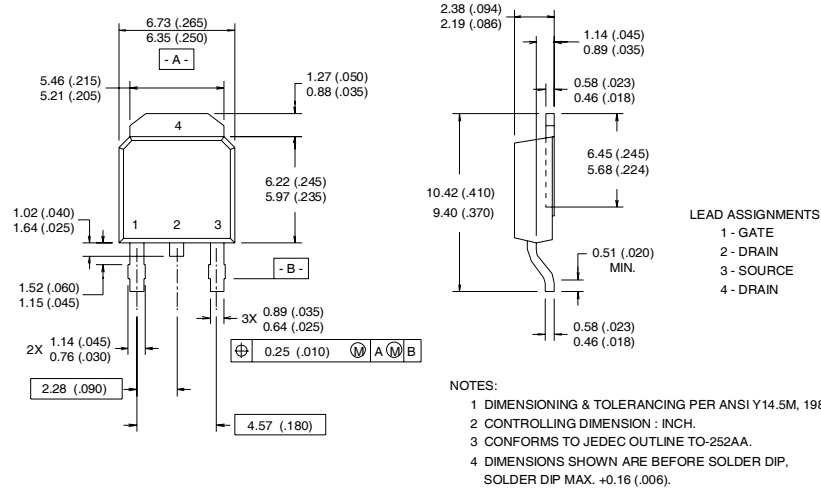 6.73 (.265)
6.35 (.250)
- A -
5.46 (.215)
5.21 (.205)
1.27 (.050)
0.88 (.035)
4
6.22 (.245)
5.97 (.235)
1.02 (.040)
1.64 (.025)
1 2 3
- B -
1.52 (.060)
1.15 (.045)
3X 0.89 (.035)
0.64 (.025)
2X 1.14 (.045)
0.76 (.030)
⌖ 0.25 (.010) Ⓜ A Ⓜ B
2.28 (.090)
4.57 (.180)
2.38 (.094)
2.19 (.086)
1.14 (.045)
0.89 (.035)
0.58 (.023)
0.46 (.018)
6.45 (.245)
5.68 (.224)
10.42 (.410)
9.40 (.370)
0.51 (.020)
MIN.
0.58 (.023)
0.46 (.018)
LEAD ASSIGNMENTS
1 - GATE
2 - DRAIN
3 - SOURCE
4 - DRAIN
NOTES:
1 DIMENSIONING & TOLERANCING PER ANSI Y14.5M, 198
2 CONTROLLING DIMENSION : INCH.
3 CONFORMS TO JEDEC OUTLINE TO-252AA.
4 DIMENSIONS SHOWN ARE BEFORE SOLDER DIP,
SOLDER DIP MAX. +0.16 (.006).